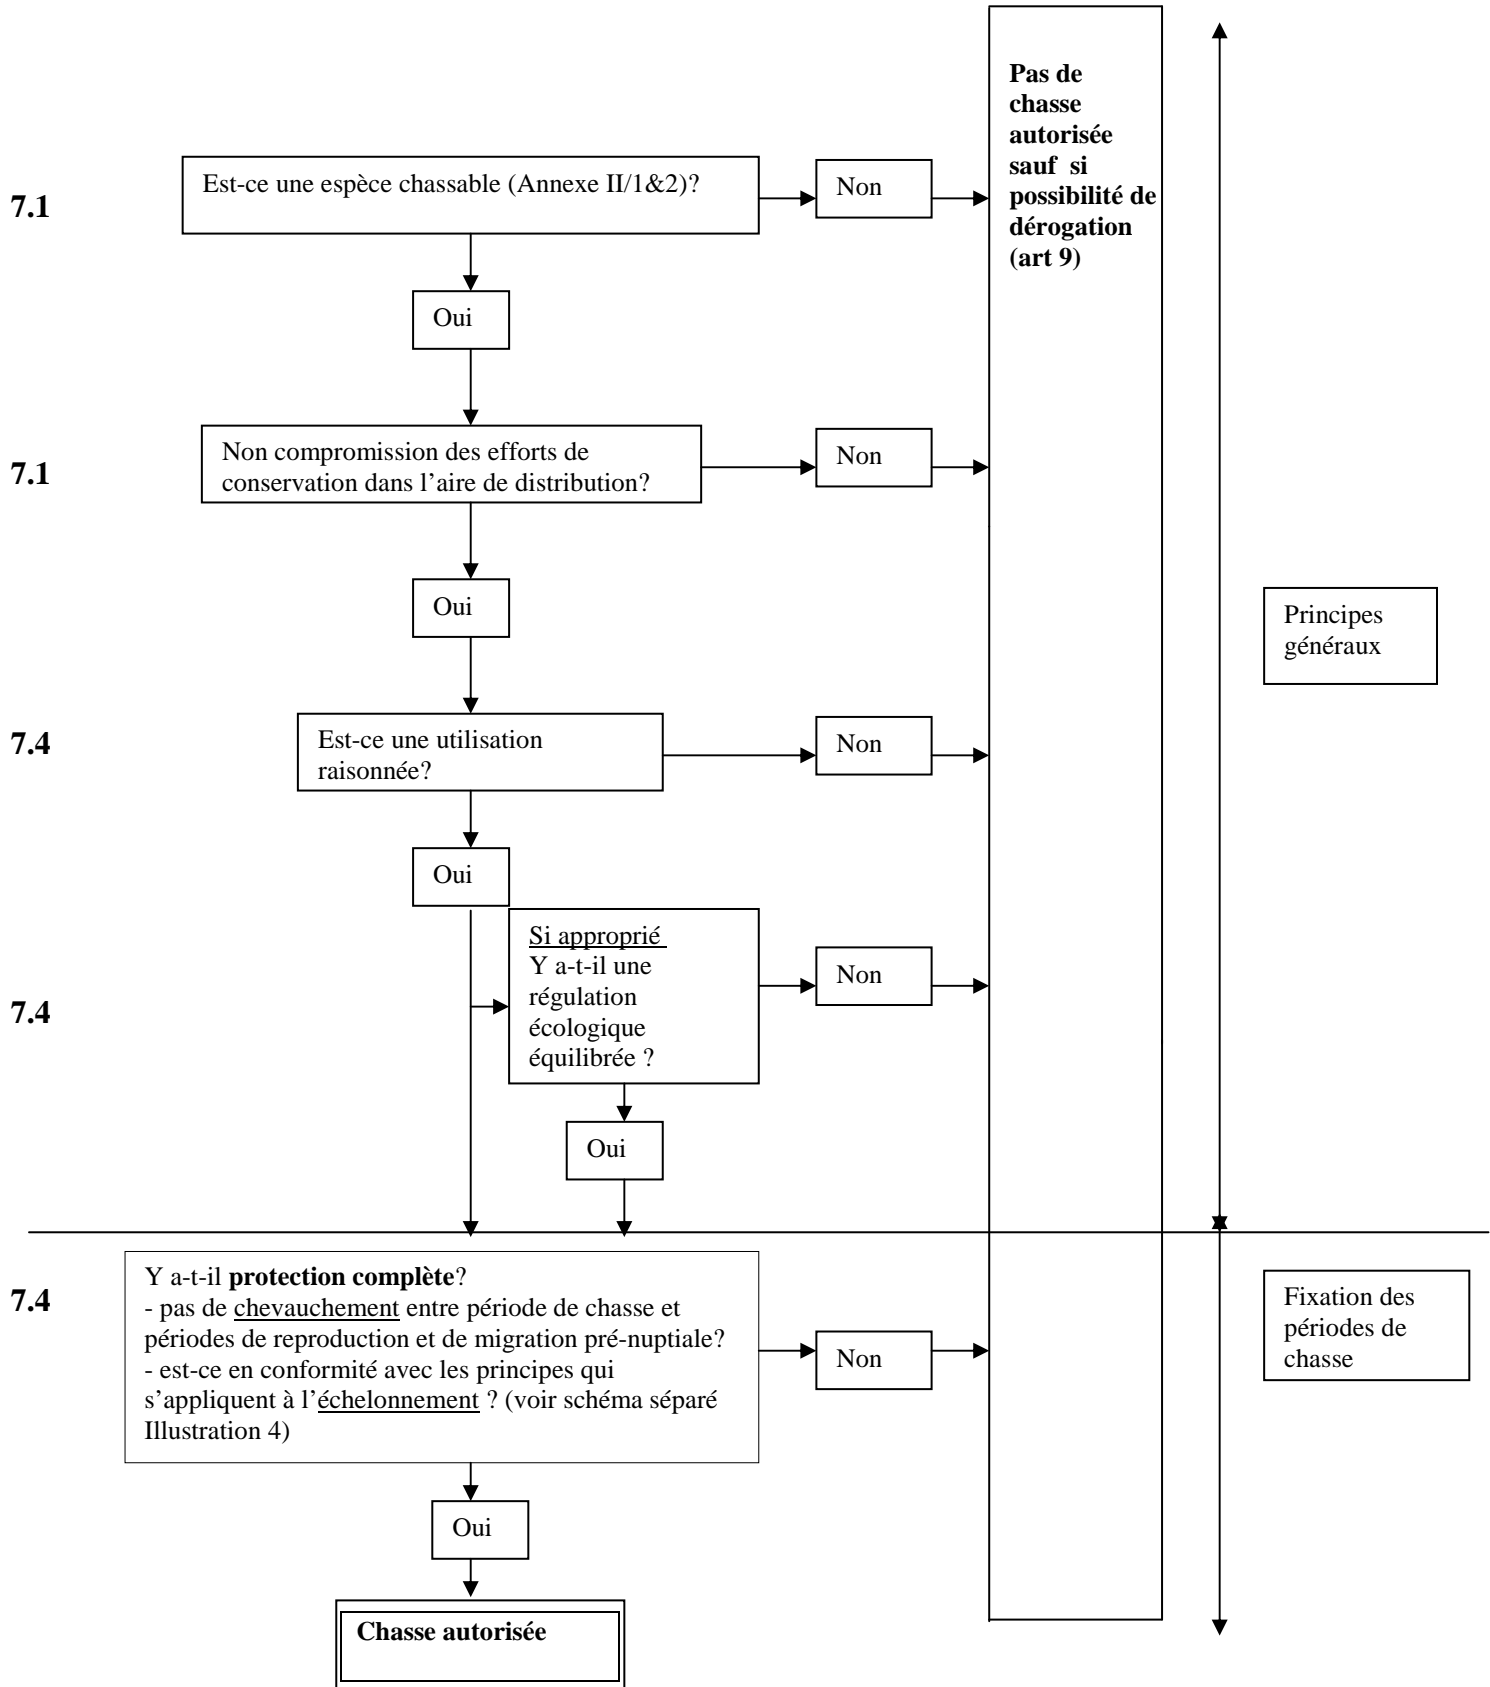 Pas de
chasse
autorisée
sauf si
possibilité de
dérogation
(art 9)
7.1
Est-ce une espèce chassable (Annexe II/1&2)?
Non
Oui
7.1
Non compromission des efforts de
conservation dans l’aire de distribution?
Non
Oui
Principes
généraux
7.4
Est-ce une utilisation
raisonnée?
Non
Oui
7.4
Si approprié
Y a-t-il une
régulation
écologique
équilibrée ?
Non
Oui
7.4
Y a-t-il protection complète?
- pas de chevauchement entre période de chasse et
périodes de reproduction et de migration pré-nuptiale?
- est-ce en conformité avec les principes qui
s’appliquent à l’échelonnement ? (voir schéma séparé
Illustration 4)
Non
Fixation des
périodes de
chasse
Oui
Chasse autorisée